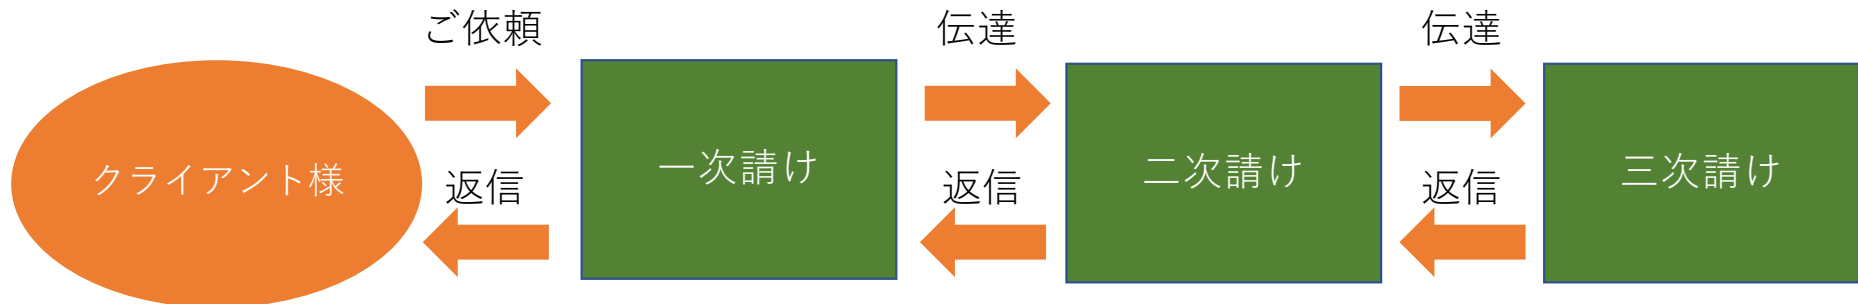 ご依頼
伝達
伝達
クライアント様
一次請け
二次請け
三次請け
返信
返信
返信